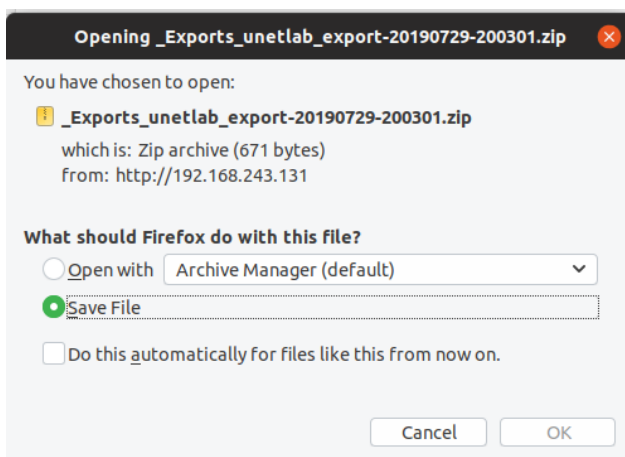 Opening _Exports_unetlab_export-20190729-200301.zip
You have chosen to open:
_Exports_unetlab_export-20190729-200301.zip
which is: Zip archive (671 bytes)
from: http://192.168.243.131
What should Firefox do with this file?
Open with Archive Manager (default)
Save File
Do this automatically for files like this from now on.
Cancel OK